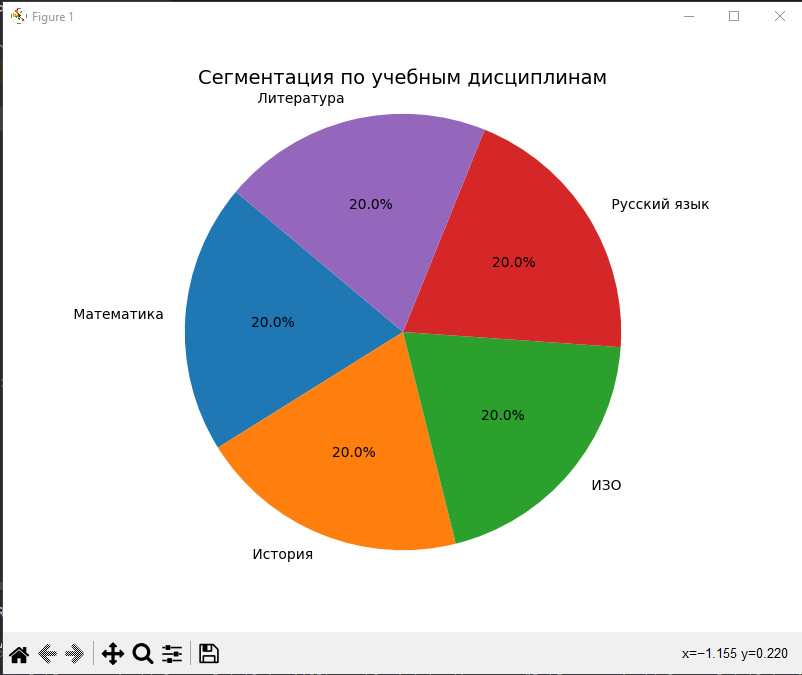 Figure 1
Сегментация по учебным дисциплинам
Литература
Русский язык
20.0%
20.0%
Математика
20.0%
20.0%
20.0%
ИЗО
История
x=−1.155 y=0.220